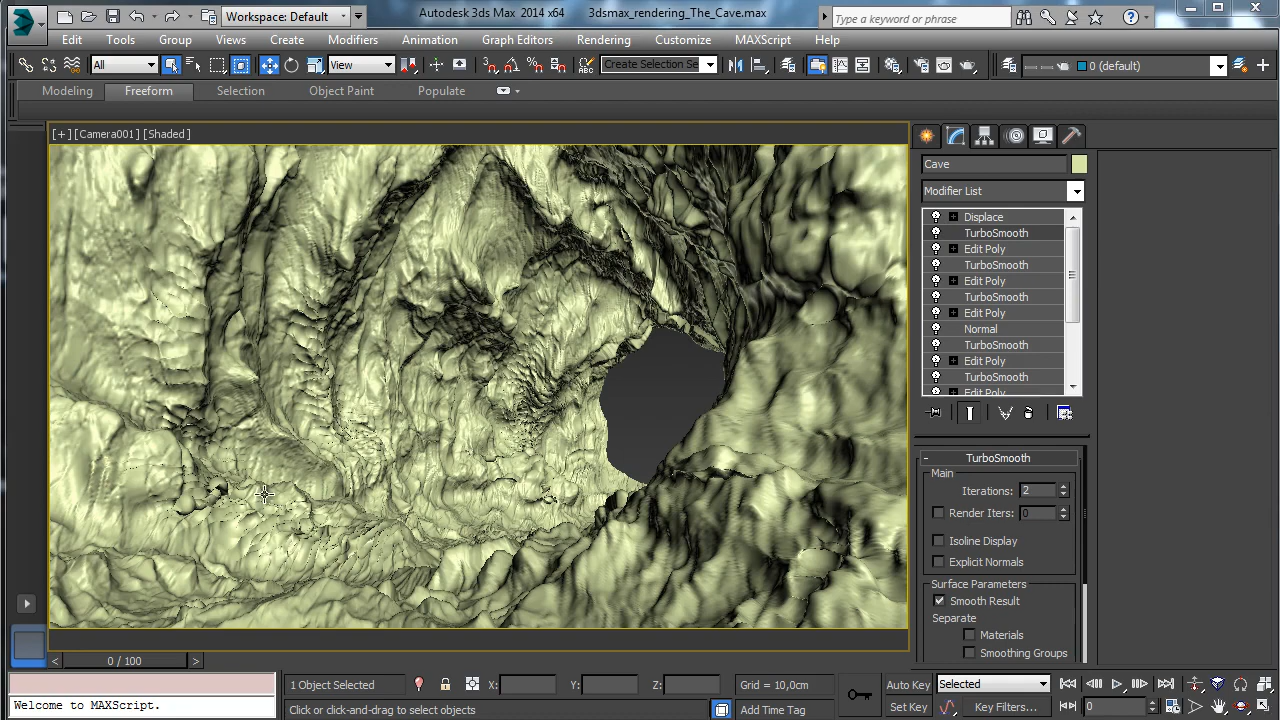 Workspace: Default
Autodesk 3ds Max 2014 x64
3dsmax_rendering_The_Cave.max
Type a keyword or phrase
Edit
Tools
Group
Views
Create
Modifiers
Animation
Graph Editors
Rendering
Customize
MAXScript
Help
All
View
Create Selection Se
0 (default)
Modeling
Freeform
Selection
Object Paint
Populate
[+] [Camera001] [Shaded]
Cave
Modifier List
Displace
TurboSmooth
Edit Poly
TurboSmooth
Edit Poly
TurboSmooth
Edit Poly
Normal
TurboSmooth
Edit Poly
TurboSmooth
Edit Poly
- TurboSmooth
Main
Iterations: 2
Render Iters: 0
Isoline Display
Explicit Normals
Surface Parameters
Smooth Result
Separate
Materials
Smoothing Groups
< 0 / 100 >
1 Object Selected
X:
Y:
Z:
Grid = 10,0cm
Auto Key
Selected
Welcome to MAXScript.
Click or click-and-drag to select objects
Add Time Tag
Set Key
Key Filters...
0